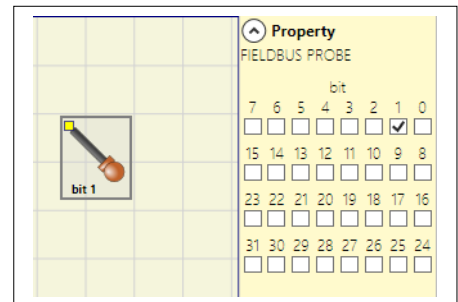 Property
FIELDBUS PROBE
bit
7 6 5 4 3 2 1 0
15 14 13 12 11 10 9 8
bit 1
23 22 21 20 19 18 17 16
31 30 29 28 27 26 25 24